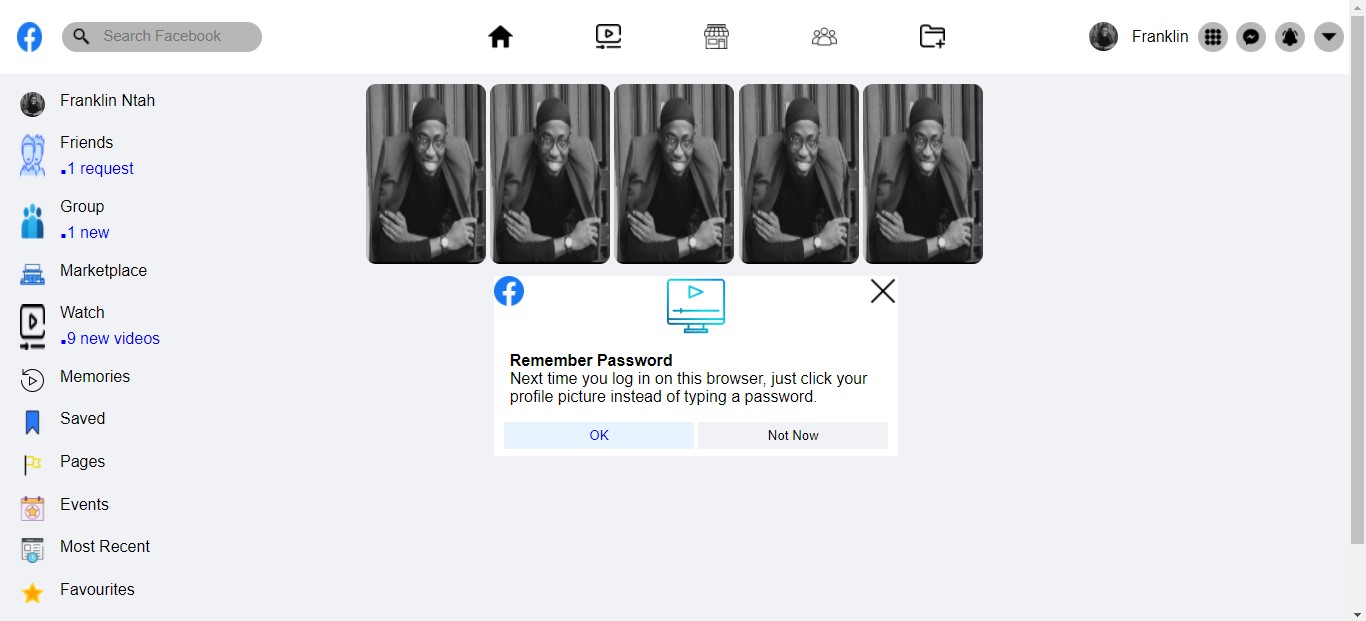 Search Facebook
Franklin
Franklin Ntah
Friends
1 request
Group
1 new
Marketplace
Watch
9 new videos
Memories
Saved
Pages
Events
Most Recent
Favourites
Remember Password
Next time you log in on this browser, just click your
profile picture instead of typing a password.
OK
Not Now